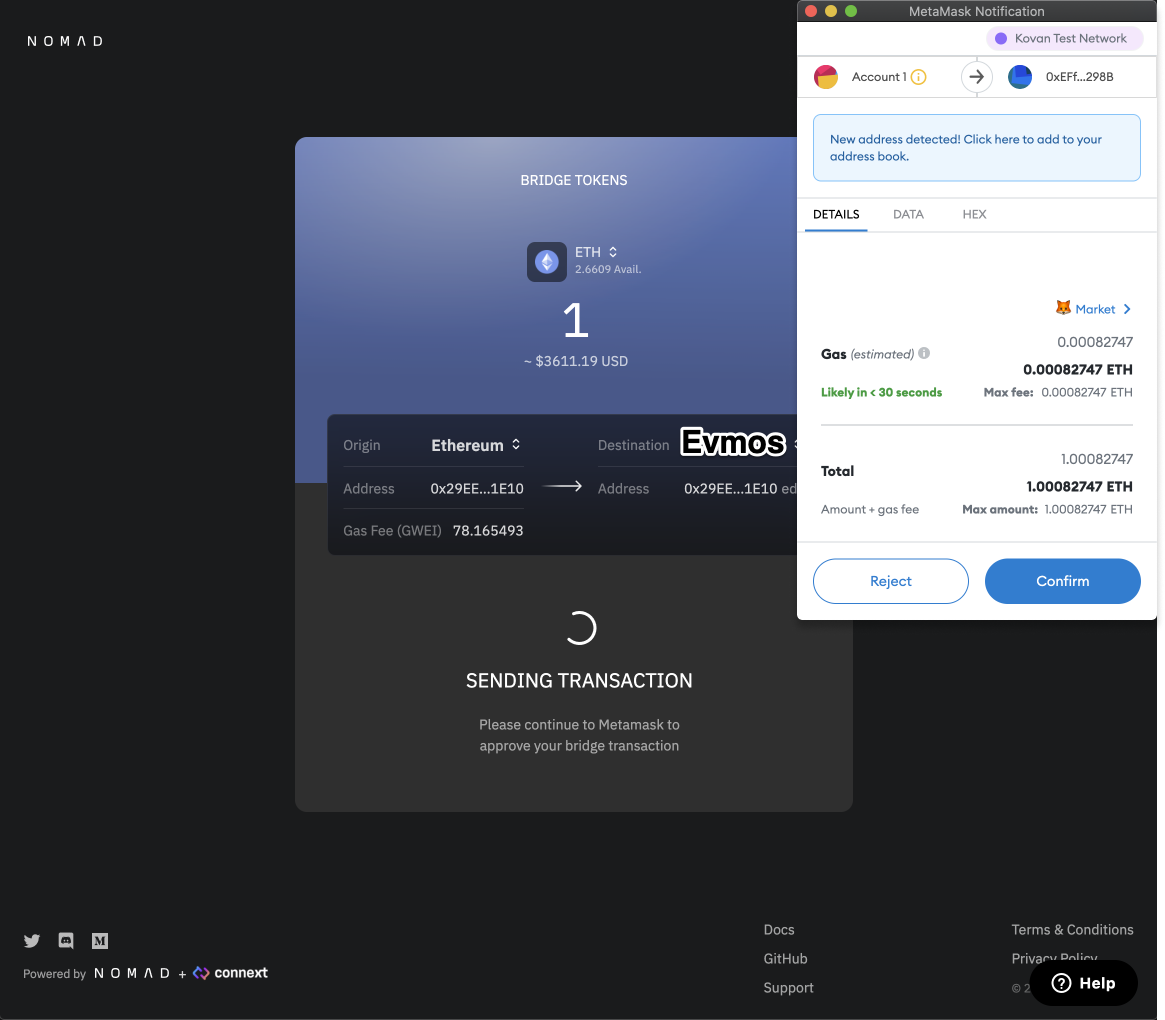 NOMAD
BRIDGE TOKENS
ETH
2.6609 Avail.
1
~ $3611.19 USD
Origin
Ethereum
Destination
Evmos
Address
0x29EE...1E10
Address
0x29EE...1E10 ed
Gas Fee (GWEI)
78.165493
SENDING TRANSACTION
Please continue to Metamask to
approve your bridge transaction
MetaMask Notification
Kovan Test Network
Account 1
0xEFf...298B
New address detected! Click here to add to your
address book.
DETAILS
DATA
HEX
Market
Gas (estimated)
0.00082747
0.00082747 ETH
Likely in < 30 seconds
Max fee: 0.00082747 ETH
Total
1.00082747
1.00082747 ETH
Amount + gas fee
Max amount: 1.00082747 ETH
Reject
Confirm
M
Powered by NOMAD + connext
Docs
GitHub
Support
Terms & Conditions
Privacy Policy
© 2
? Help